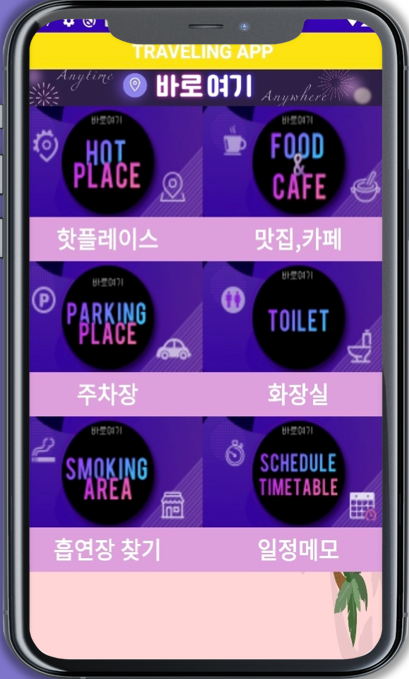 TRAVELING APP
Anytime
바로여기
Anywhere
바로여기
HOT
PLACE
핫플레이스
바로여기
FOOD
&
CAFE
맛집,카페
P
바로여기
PARKING
PLACE
주차장
바로여기
TOILET
화장실
바로여기
SMOKING
AREA
흡연장 찾기
바로여기
SCHEDULE
TIMETABLE
일정메모